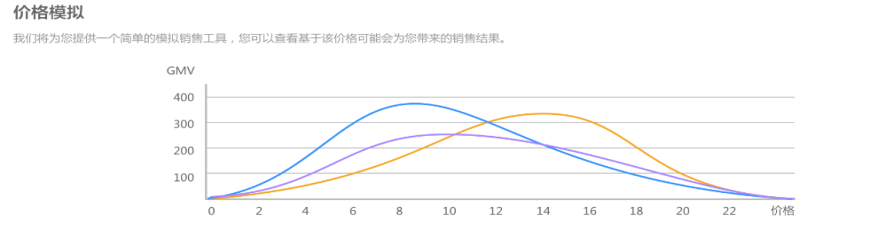 价格模拟
我们将为您提供一个简单的模拟销售工具，您可以查看基于该价格可能会为您带来的销售结果。
GMV
400
300
200
100
0 2 4 6 8 10 12 14 16 18 20 22 价格